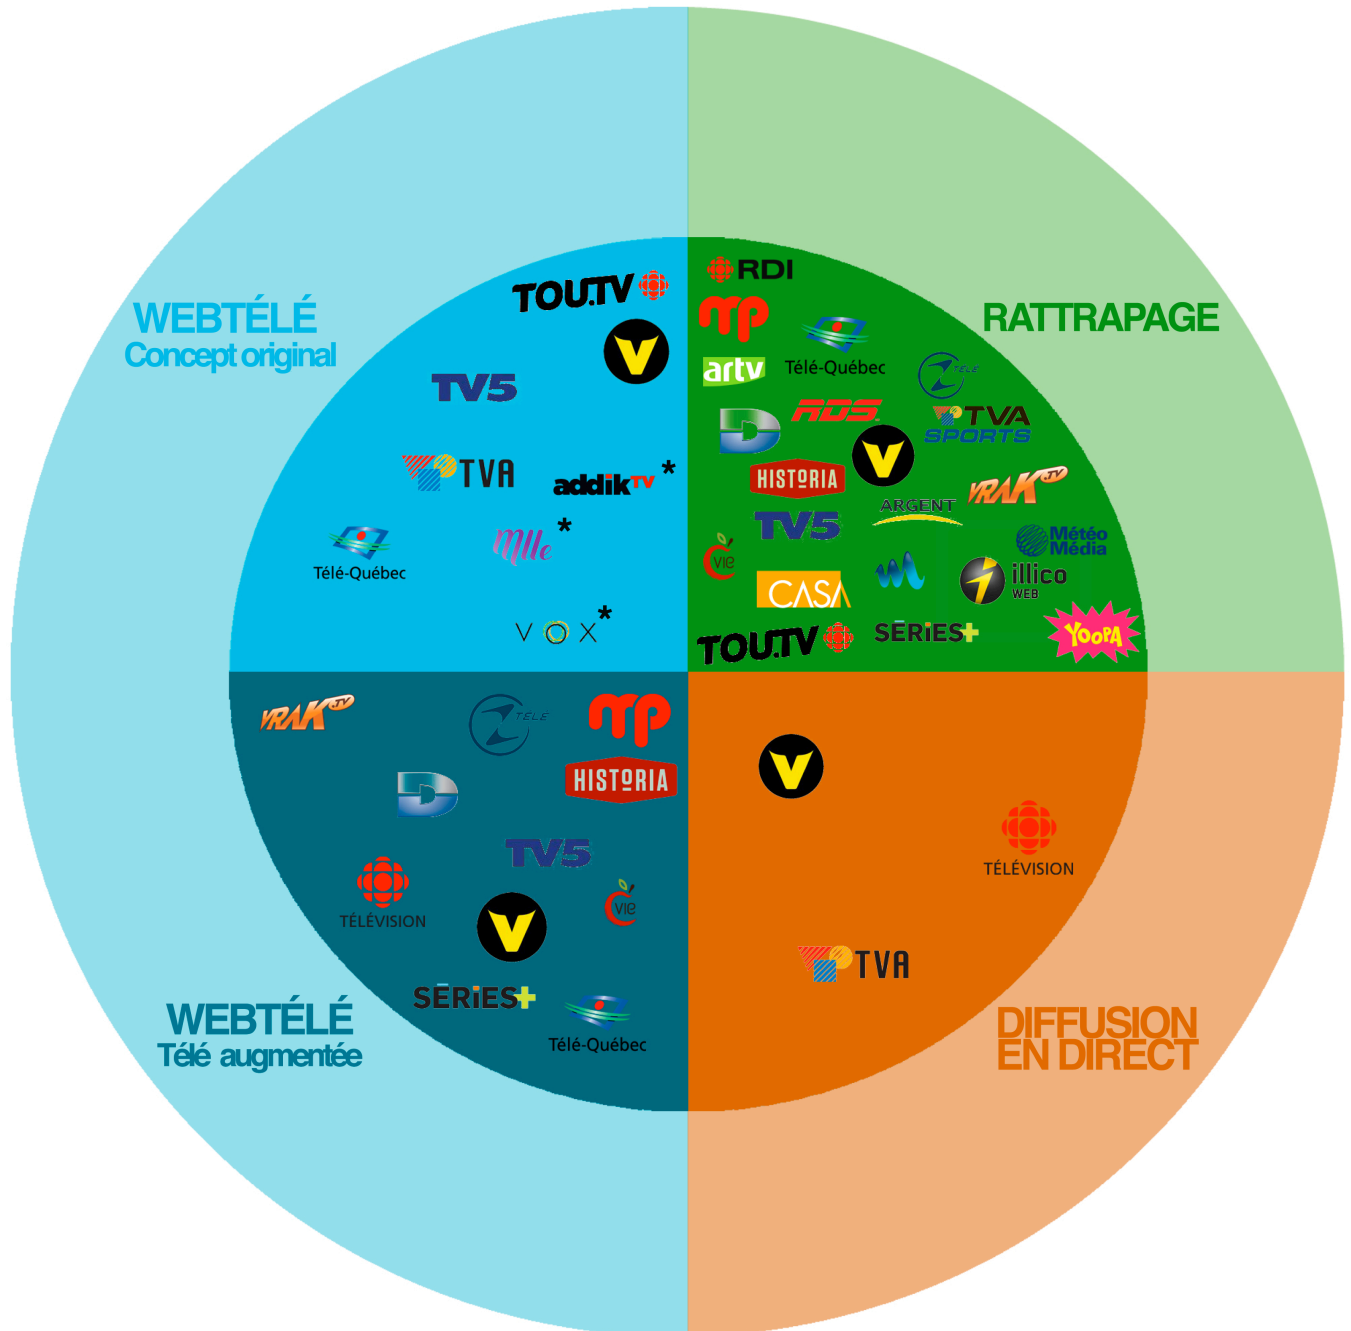 WEBTÉLÉ
Concept original
TOU.TV
V
TV5
TVA
addikTV*
Télé-Québec
Mlle*
VOX*
RATTRAPAGE
RDI
mp
artv
Télé-Québec
Z TÉLÉ
D
RDS
TVA
SPORTS
V
HISTORIA
ARGENT
VRAK.TV
TV5
C
VIE
Météo
Média
CASA
M
illico
WEB
TOU.TV
SÉRiES+
YOOPA
VRAK.TV
Z TÉLÉ
mp
D
HISTORIA
TV5
TÉLÉVISION
V
C
VIE
SÉRiES+
Télé-Québec
WEBTÉLÉ
Télé augmentée
V
TÉLÉVISION
TVA
DIFFUSION
EN DIRECT